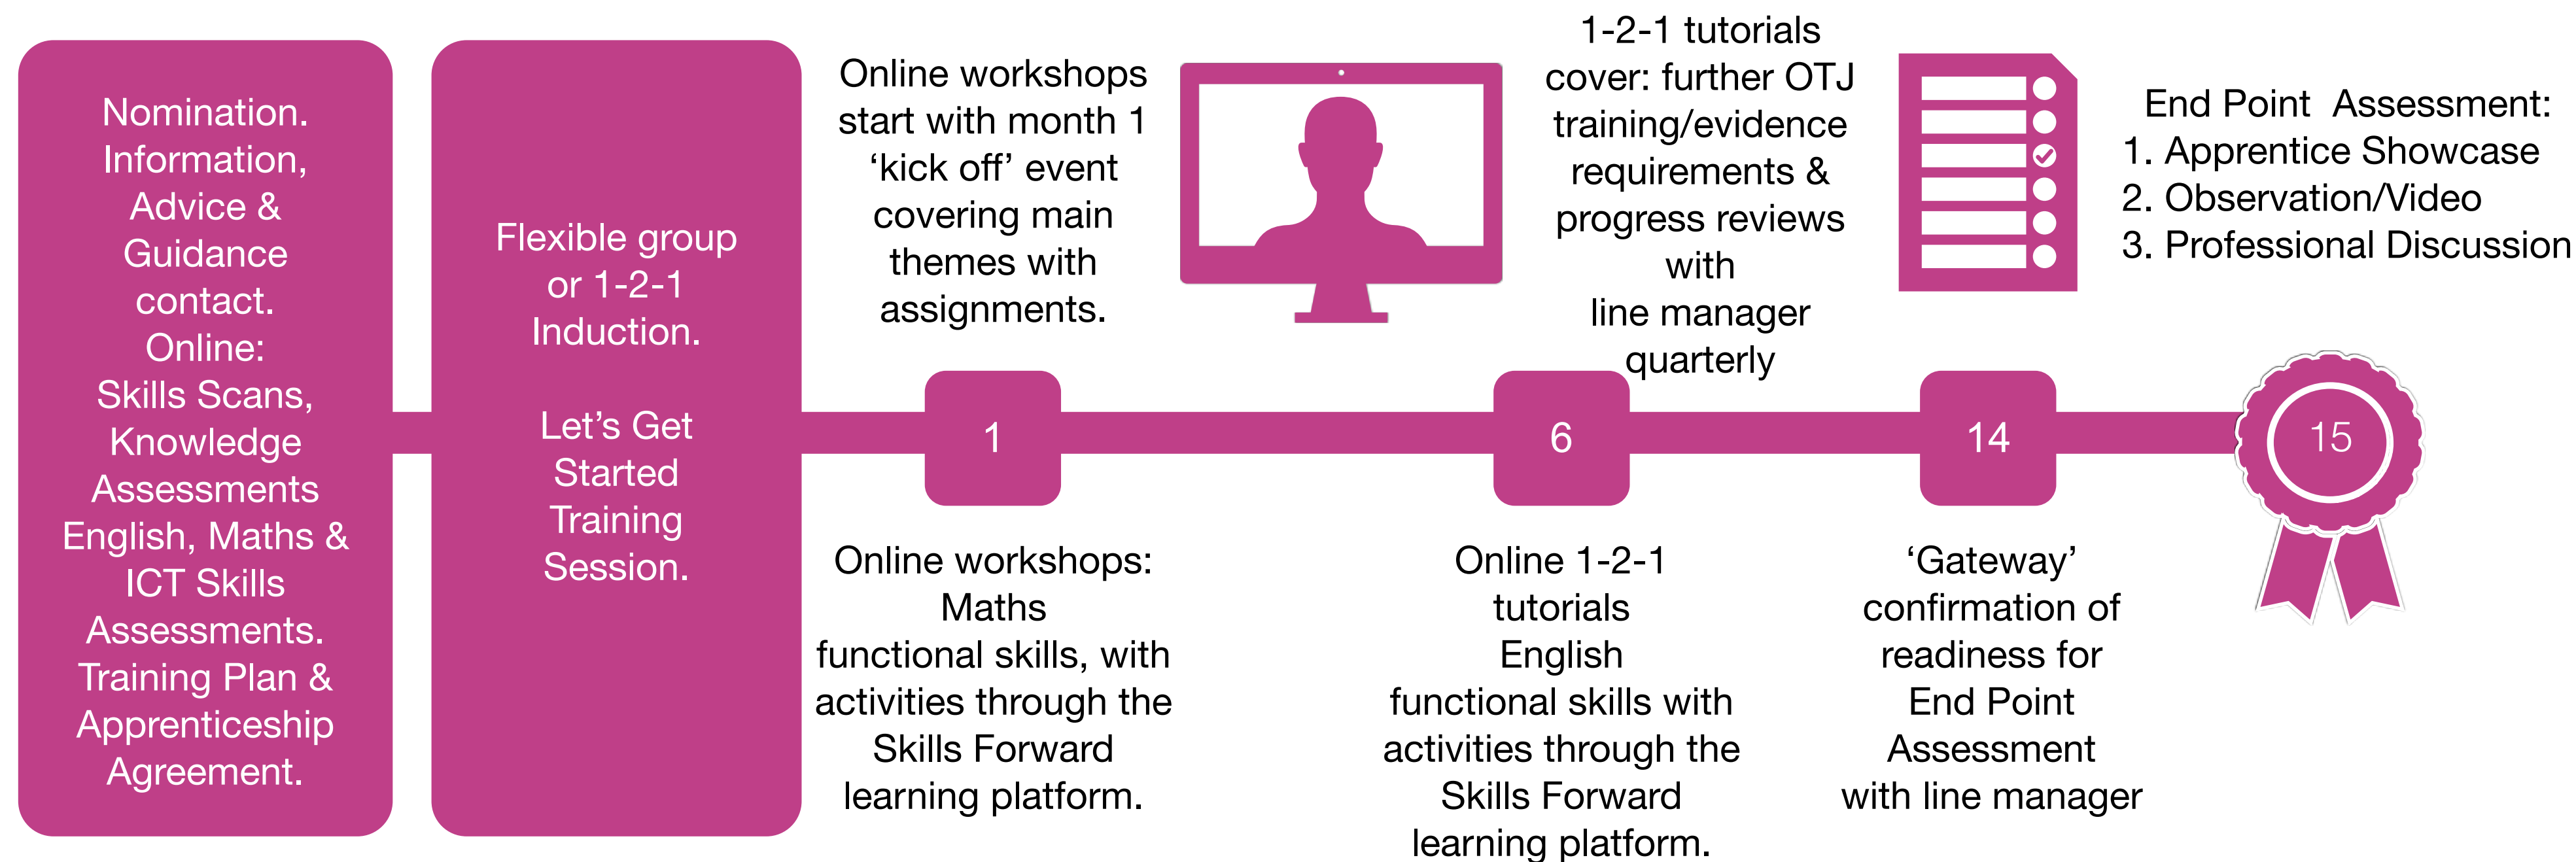 Nomination.
Information,
Advice &
Guidance
contact.
Online:
Skills Scans,
Knowledge
Assessments
English, Maths &
ICT Skills
Assessments.
Training Plan &
Apprenticeship
Agreement.
Flexible group
or 1-2-1
Induction.
Let’s Get
Started
Training
Session.
Online workshops
start with month 1
‘kick off’ event
covering main
themes with
assignments.
1
Online workshops:
Maths
functional skills, with
activities through the
Skills Forward
learning platform.
1-2-1 tutorials
cover: further OTJ
training/evidence
requirements &
progress reviews
with
line manager
quarterly
6
Online 1-2-1
tutorials
English
functional skills with
activities through the
Skills Forward
learning platform.
14
‘Gateway’
confirmation of
readiness for
End Point
Assessment
with line manager
End Point Assessment:
1. Apprentice Showcase
2. Observation/Video
3. Professional Discussion
15